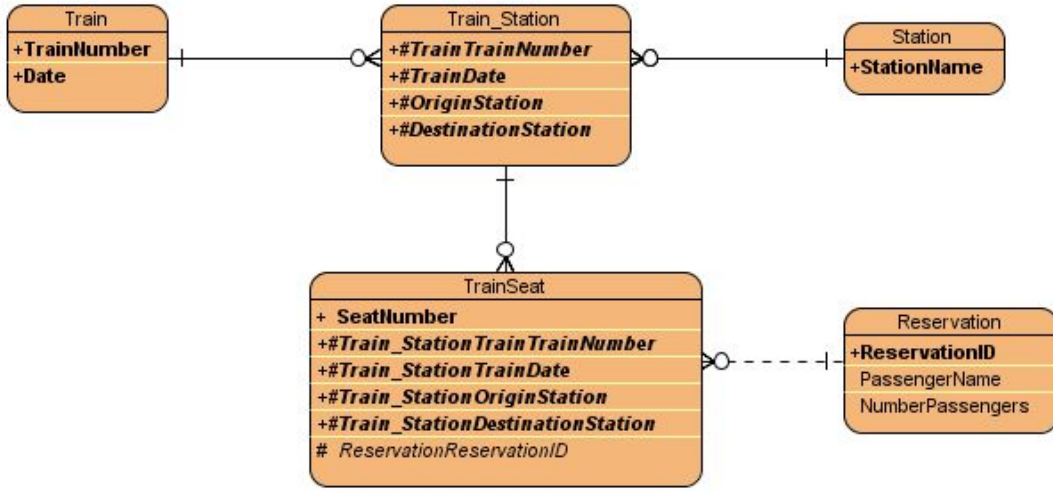 Train
+TrainNumber
+Date
Train_Station
+#TrainTrainNumber
+#TrainDate
+#OriginStation
+#DestinationStation
Station
+StationName
TrainSeat
+ SeatNumber
+#Train_StationTrainTrainNumber
+#Train_StationTrainDate
+#Train_StationOriginStation
+#Train_StationDestinationStation
# ReservationReservationID
Reservation
+ReservationID
PassengerName
NumberPassengers